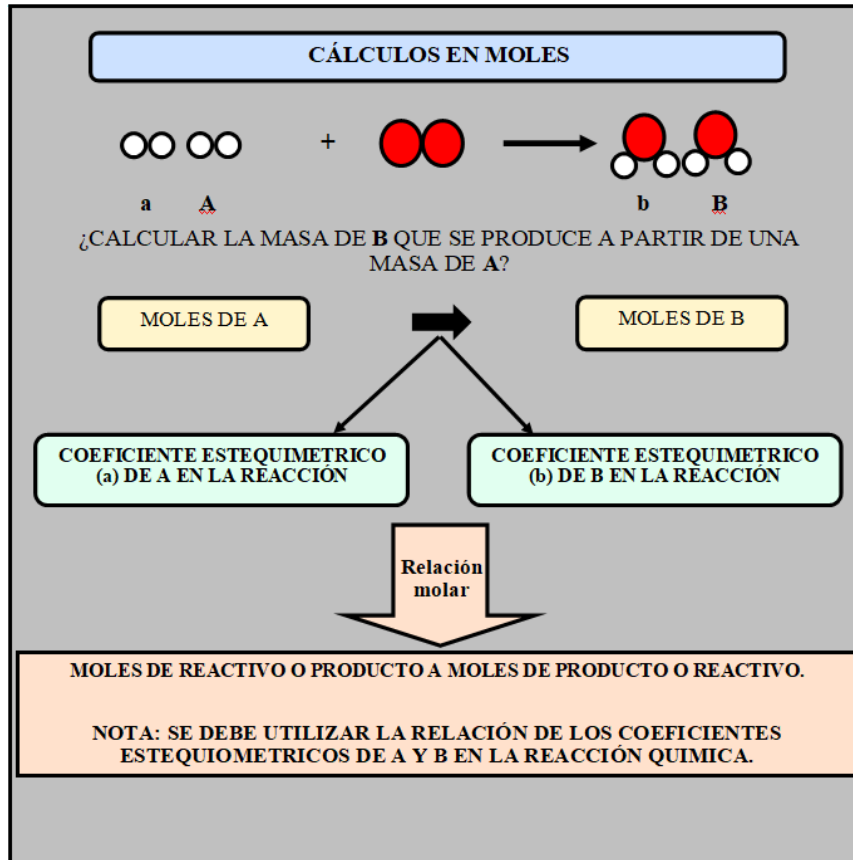 CÁLCULOS EN MOLES
+
a A b B
¿CALCULAR LA MASA DE B QUE SE PRODUCE A PARTIR DE UNA
MASA DE A?
MOLES DE A
MOLES DE B
COEFICIENTE ESTEQUIMETRICO
(a) DE A EN LA REACCIÓN
COEFICIENTE ESTEQUIMETRICO
(b) DE B EN LA REACCIÓN
Relación
molar
MOLES DE REACTIVO O PRODUCTO A MOLES DE PRODUCTO O REACTIVO.
NOTA: SE DEBE UTILIZAR LA RELACIÓN DE LOS COEFICIENTES
ESTEQUIOMETRICOS DE A Y B EN LA REACCIÓN QUIMICA.